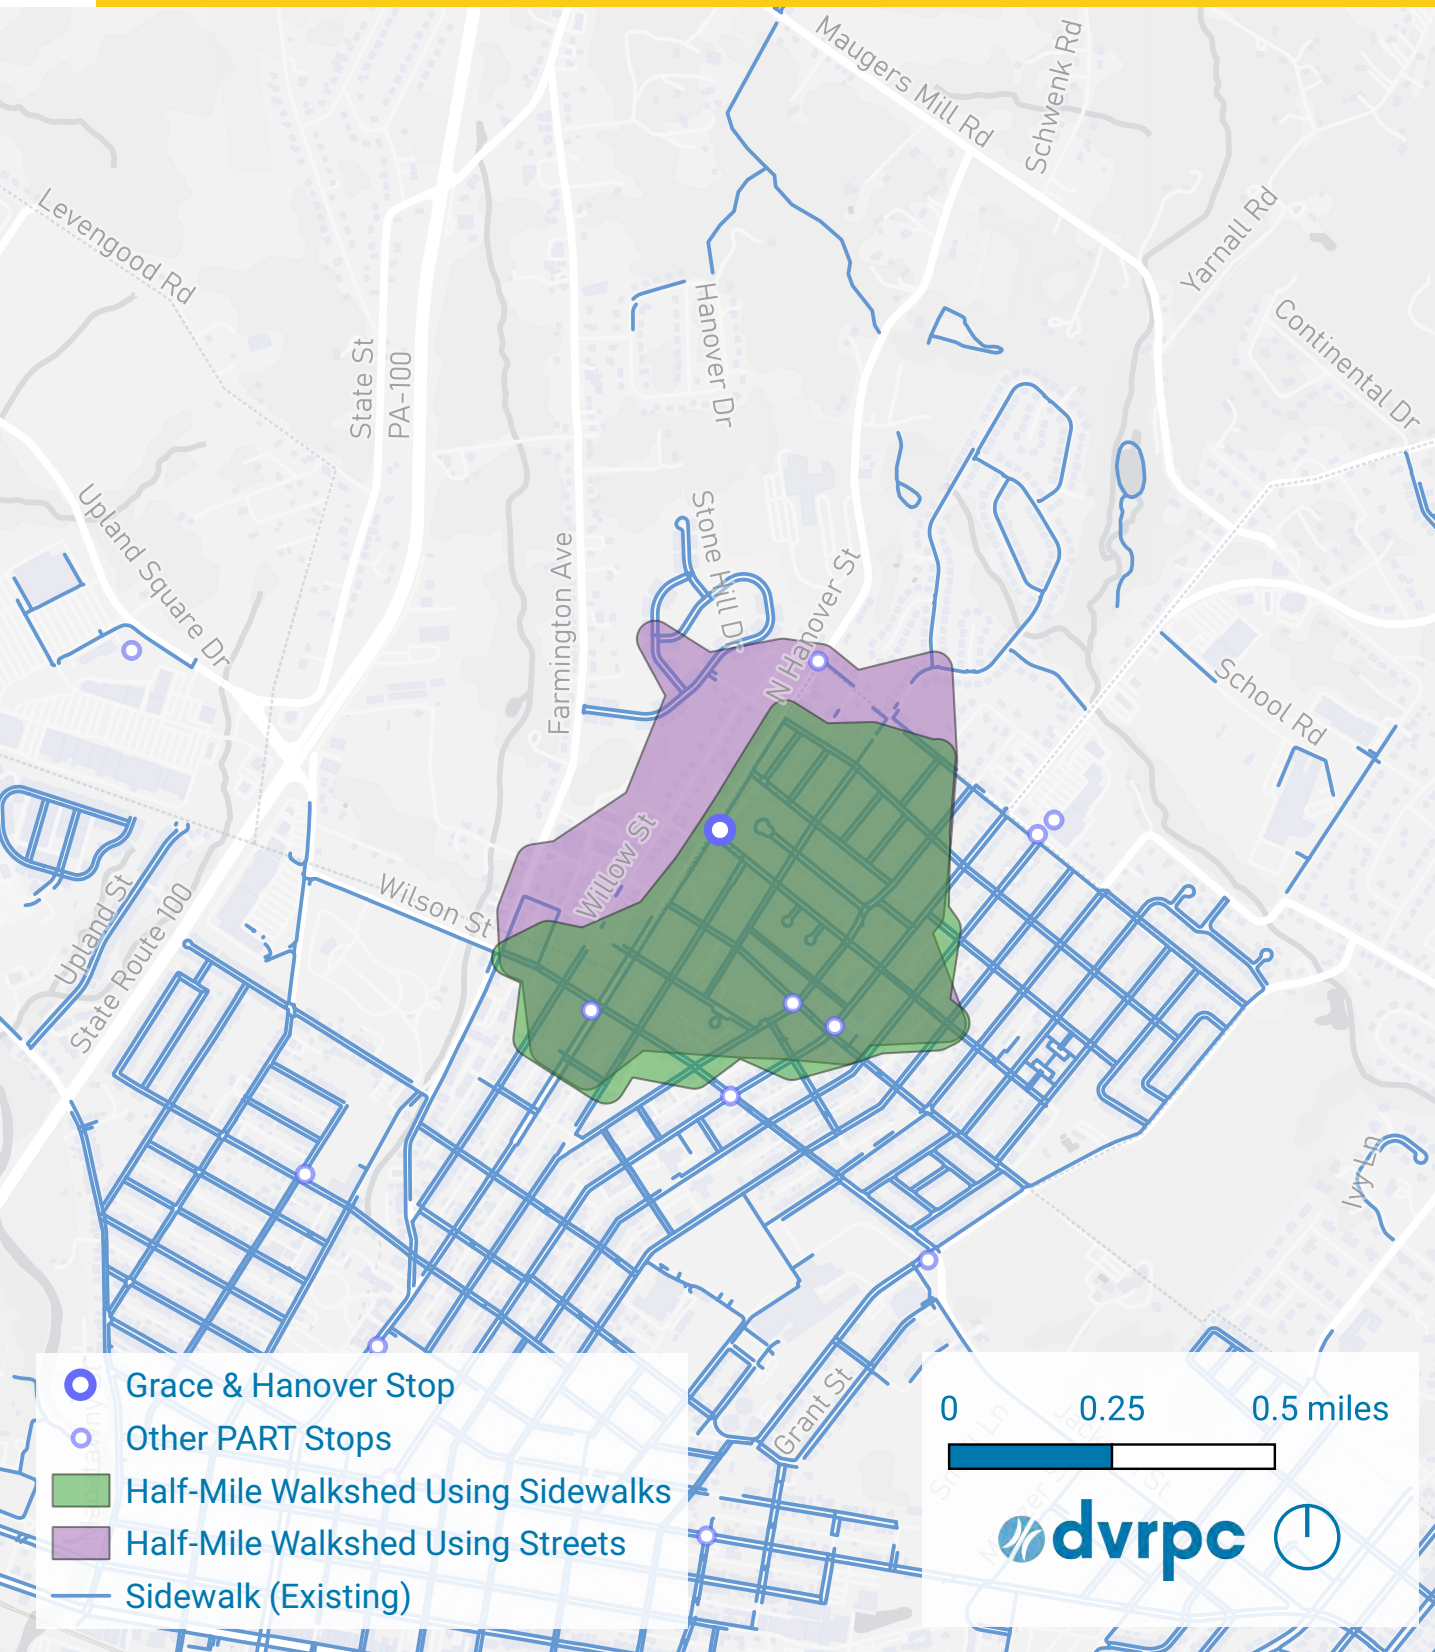 Maugers Mill Rd
Schwenk Rd
Levengood Rd
Yarnall Rd
Hanover Dr
Continental Dr
State St
PA-100
Upland Square Dr
Stone Hill Dr
Farmington Ave
N Hanover St
School Rd
Willow St
Wilson St
Upland St
State Route 100
Ivy Ln
Grant St
Grace & Hanover Stop
Other PART Stops
Half-Mile Walkshed Using Sidewalks
Half-Mile Walkshed Using Streets
Sidewalk (Existing)
0 0.25 0.5 miles
dvrpc